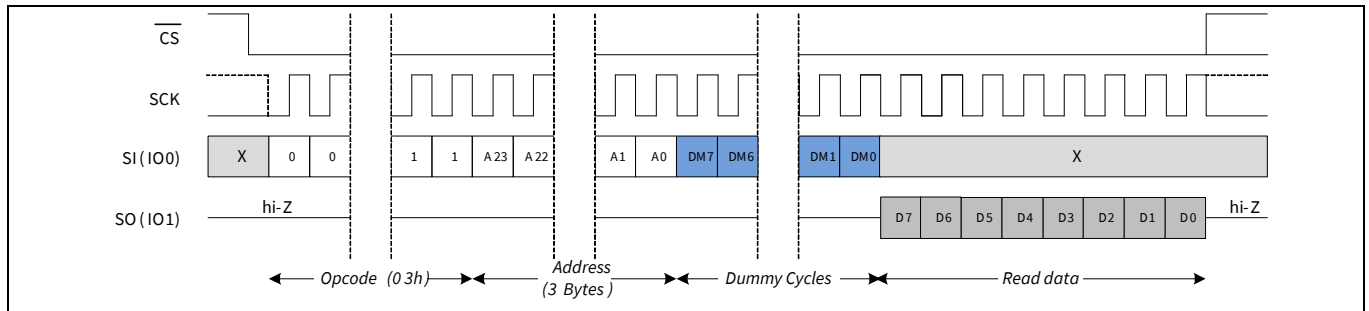 CS
SCK
SI(IO0) X 0 0 1 1 A23 A22 A1 A0 DM7 DM6 DM1 DM0 X
SO(IO1) hi-Z D7 D6 D5 D4 D3 D2 D1 D0 hi-Z
Opcode (03h) Address (3 Bytes) Dummy Cycles Read data